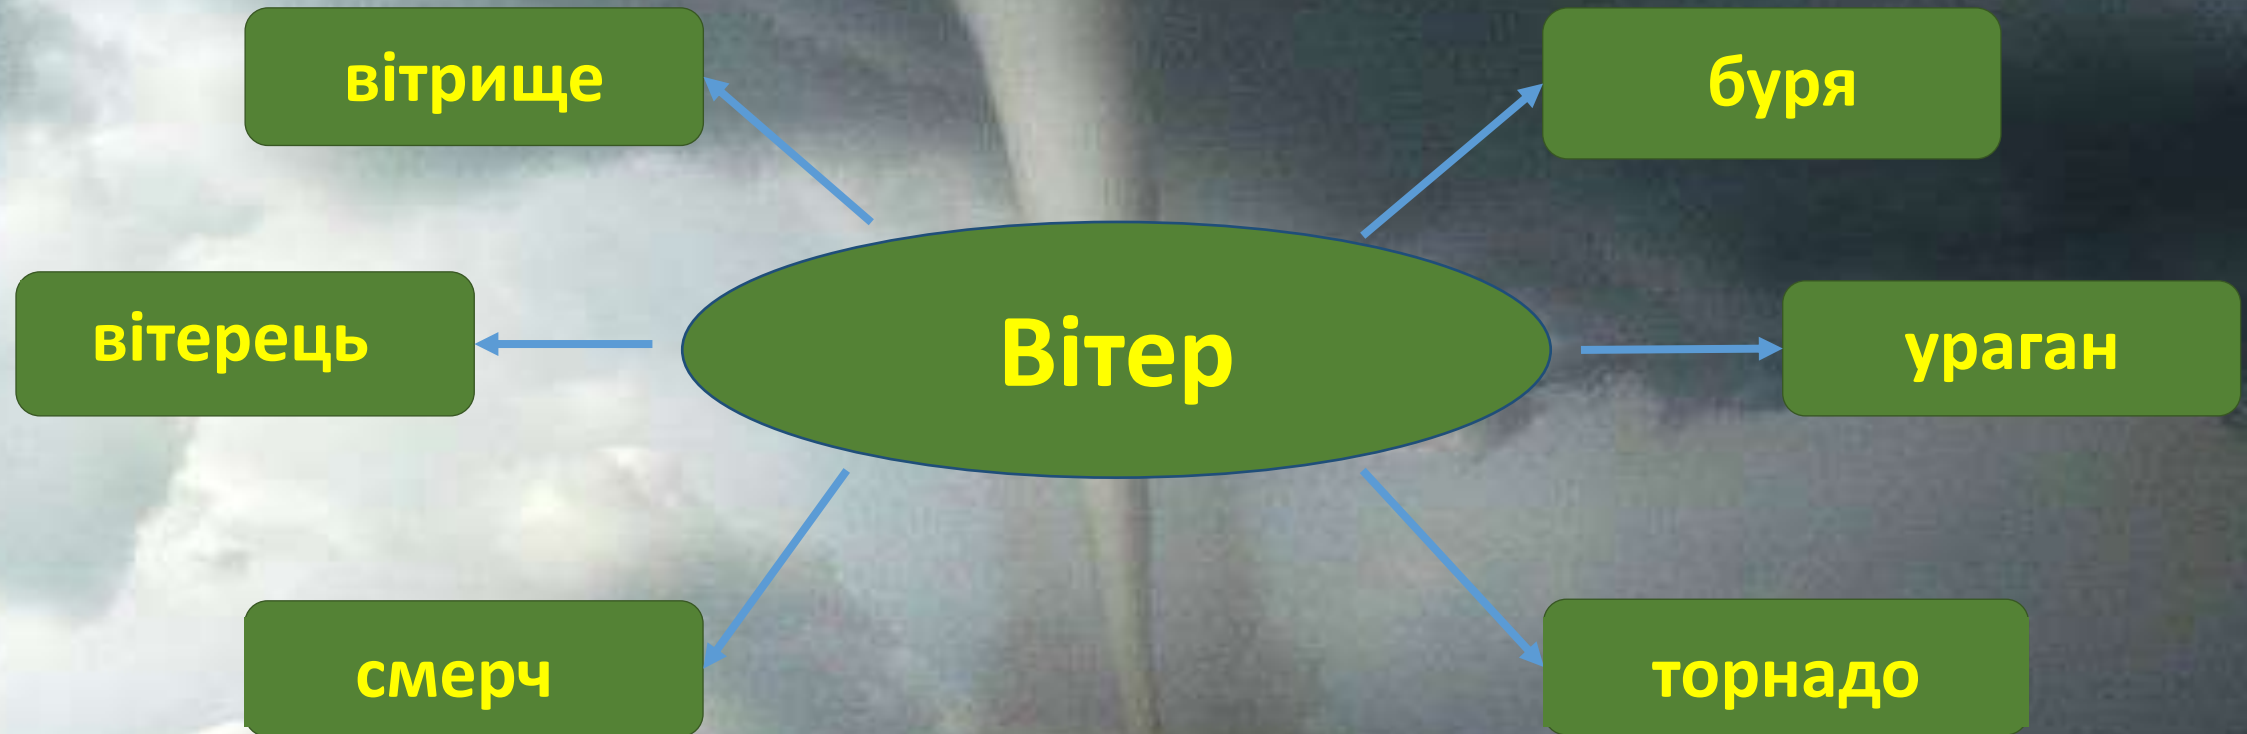 вітрище
буря
вітерець
Вітер
ураган
смерч
торнадо